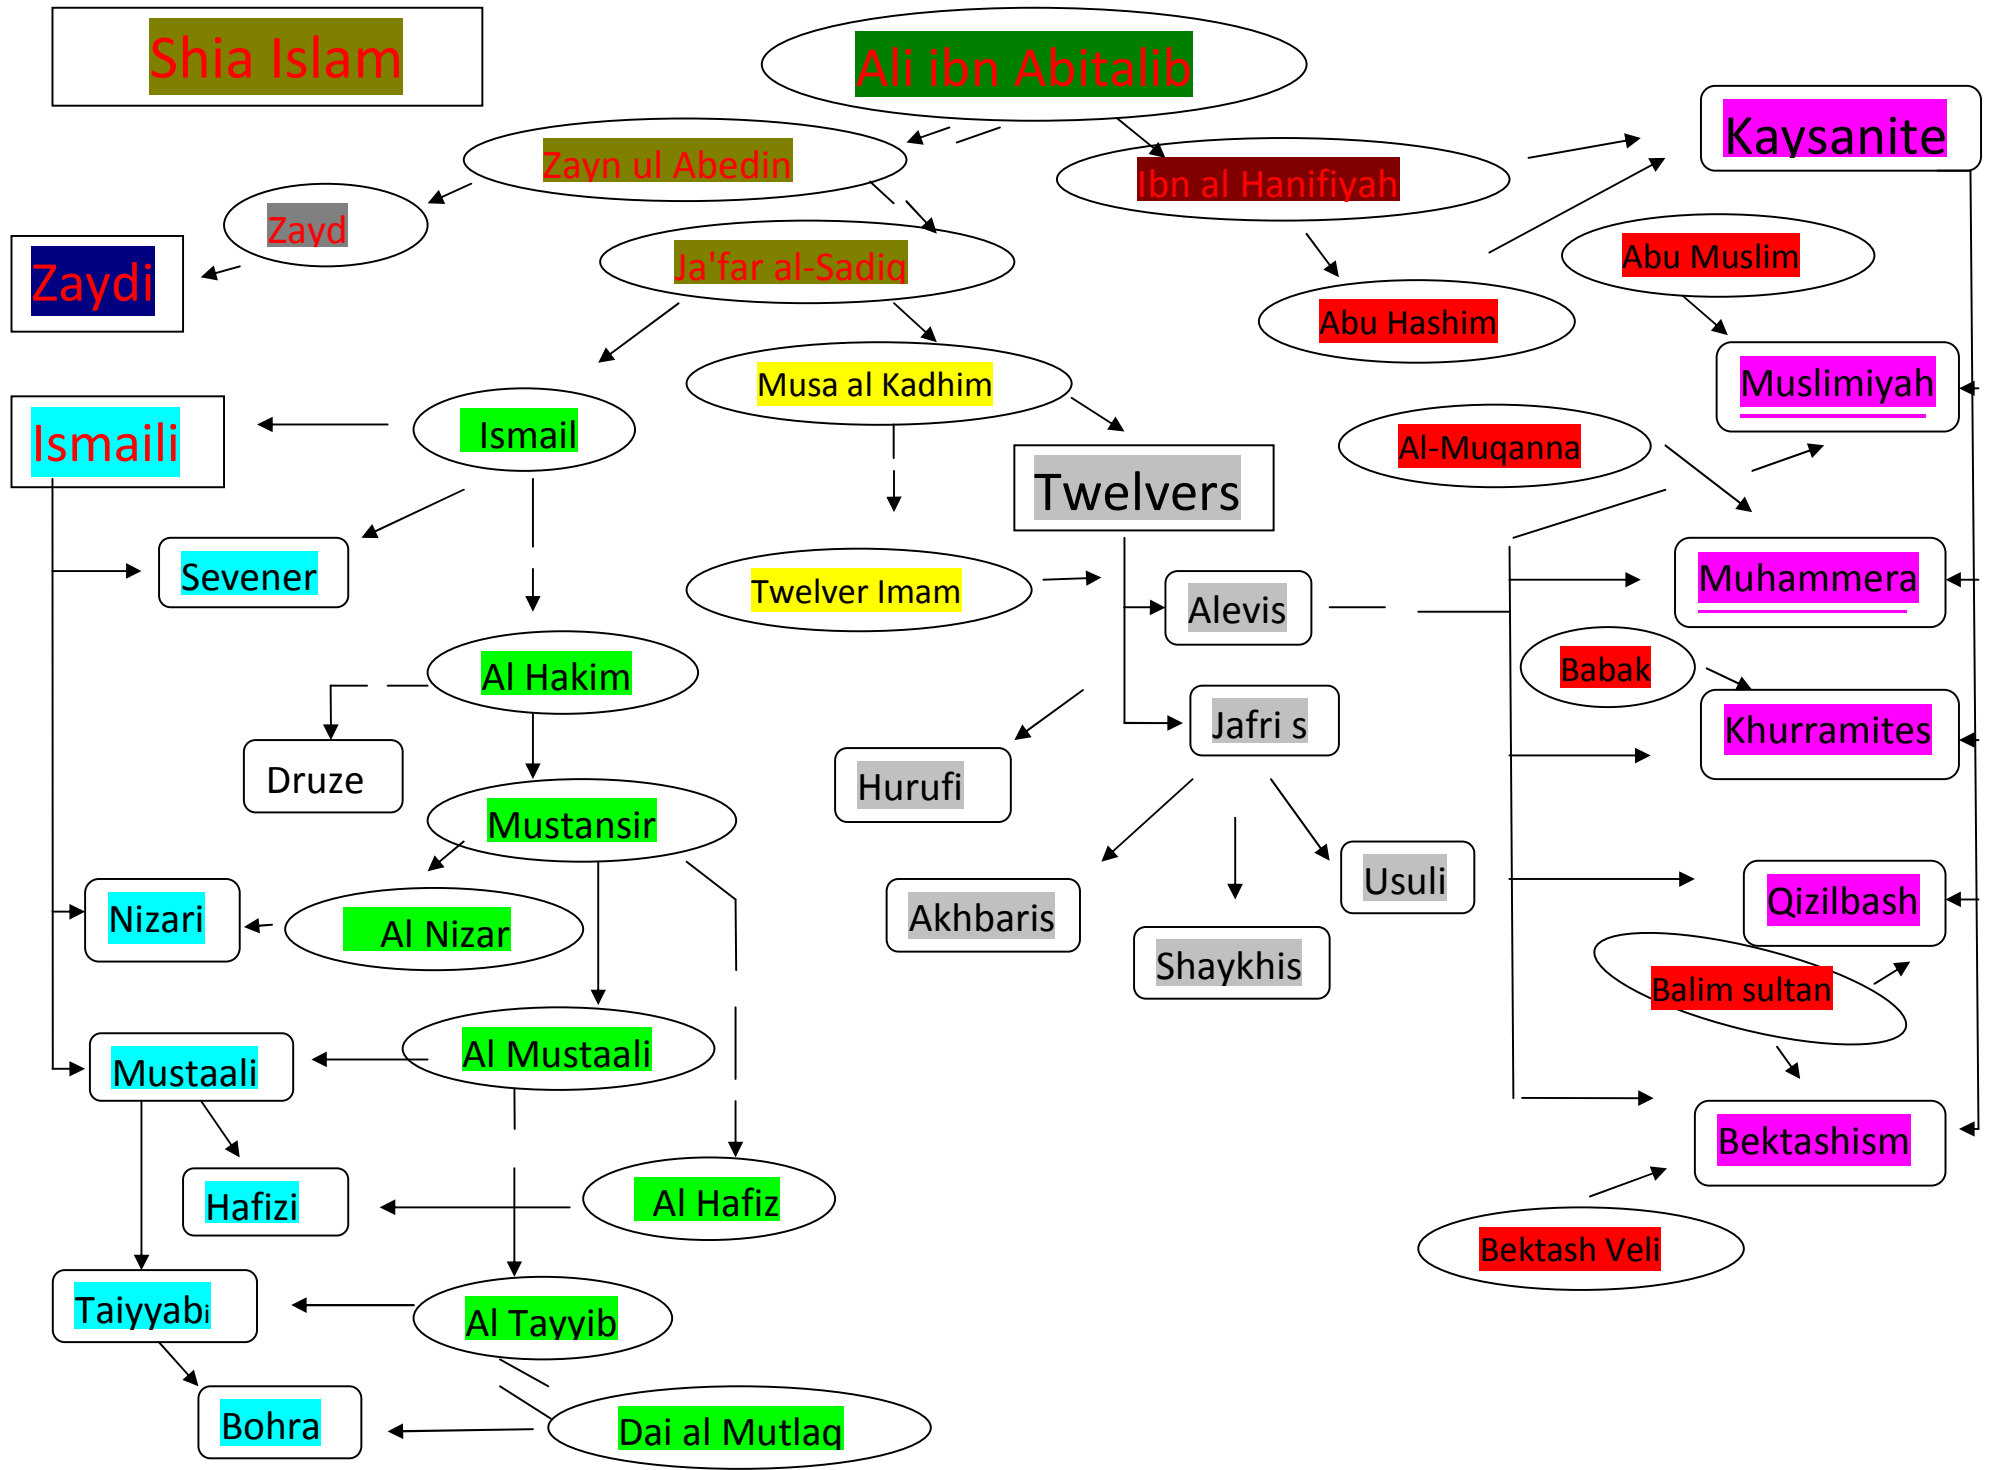 Shia Islam
Ali ibn Abitalib
Kaysanite
Zayn ul Abedin
Ibn al Hanifiyah
Zayd
Ja'far al-Sadiq
Abu Muslim
Zaydi
Abu Hashim
Musa al Kadhim
Muslimiyah
Ismaili
Ismail
Al-Muqanna
Twelvers
Sevener
Twelver Imam
Alevis
Muhammera
Al Hakim
Babak
Druze
Jafri s
Khurramites
Hurufi
Mustansir
Usuli
Qizilbash
Nizari
Al Nizar
Akhbaris
Shaykhis
Balim sultan
Mustaali
Al Mustaali
Bektashism
Hafizi
Al Hafiz
Bektash Veli
Taiyyabi
Al Tayyib
Bohra
Dai al Mutlaq